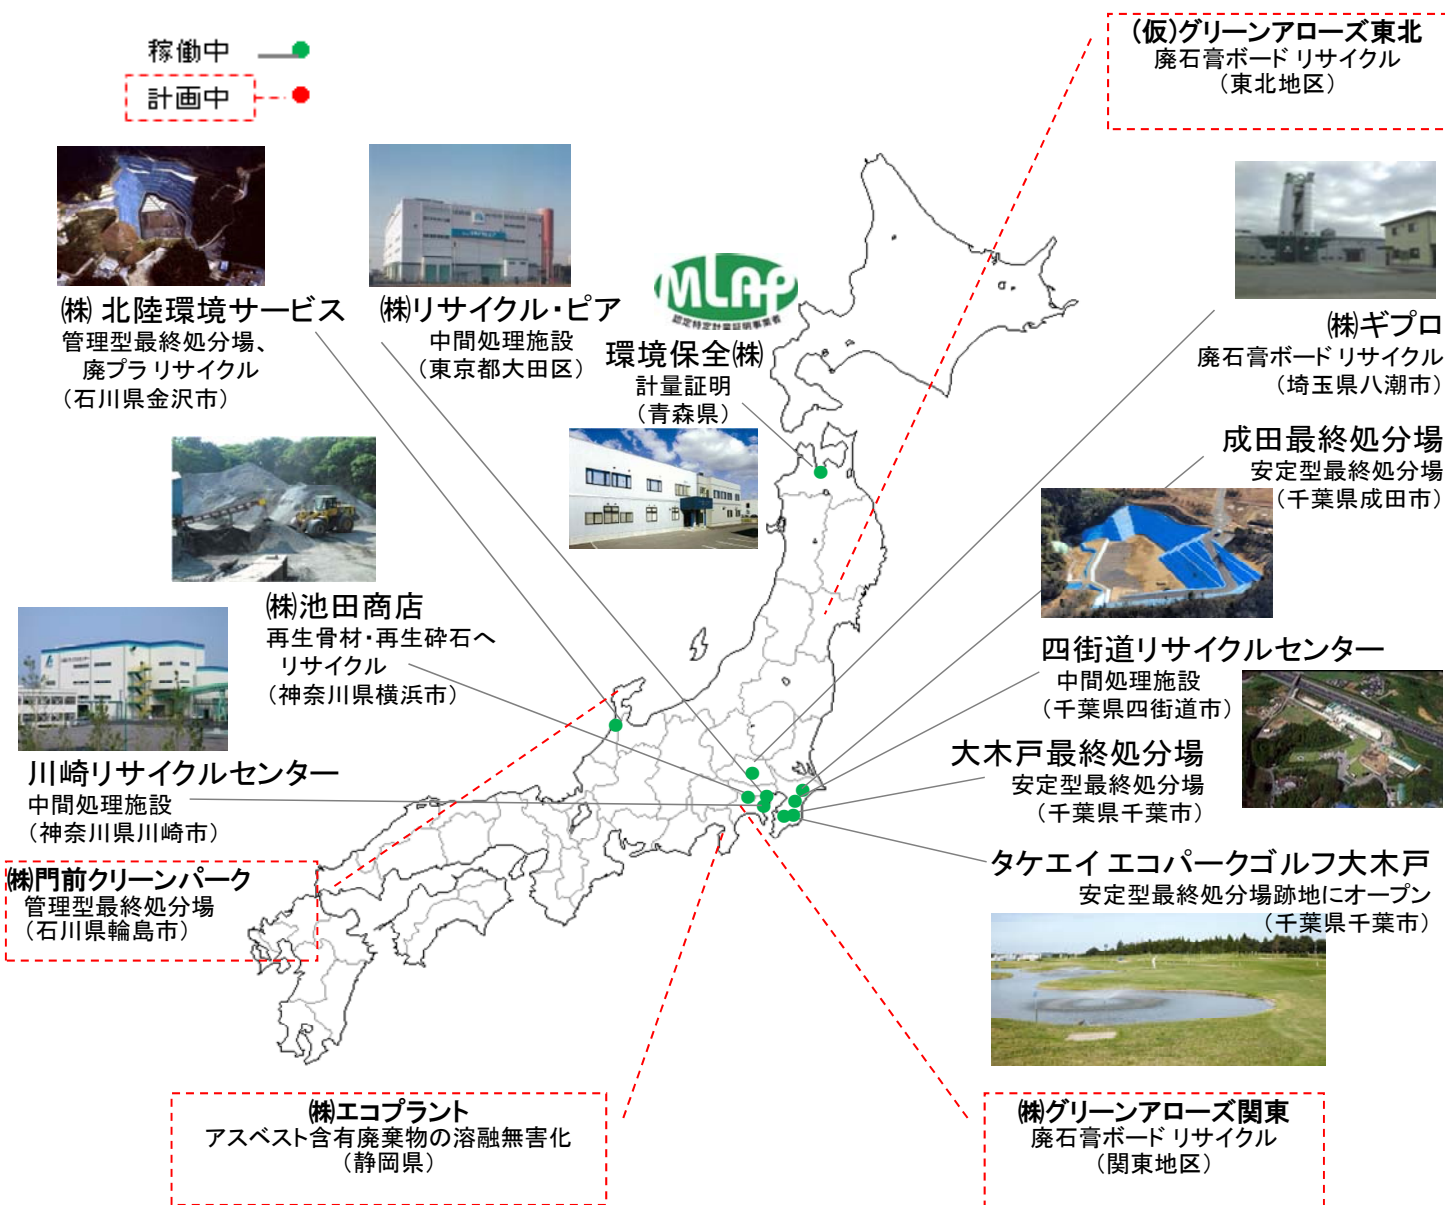 稼働中
計画中
(仮)グリーンアローズ東北
廃石膏ボード リサイクル
（東北地区）
㈱ 北陸環境サービス
管理型最終処分場、
廃プラ リサイクル
（石川県金沢市）
㈱リサイクル・ピア
中間処理施設
（東京都大田区）
MLAP
認定特定計量証明事業者
環境保全㈱
計量証明
（青森県）
㈱ギプロ
廃石膏ボード リサイクル
（埼玉県八潮市）
成田最終処分場
安定型最終処分場
（千葉県成田市）
㈱池田商店
再生骨材・再生砕石へ
リサイクル
（神奈川県横浜市）
四街道リサイクルセンター
中間処理施設
（千葉県四街道市）
川崎リサイクルセンター
中間処理施設
（神奈川県川崎市）
大木戸最終処分場
安定型最終処分場
（千葉県千葉市）
㈱門前クリーンパーク
管理型最終処分場
（石川県輪島市）
タケエイ エコパークゴルフ大木戸
安定型最終処分場跡地にオープン
（千葉県千葉市）
㈱エコプラント
アスベスト含有廃棄物の溶融無害化
（静岡県）
㈱グリーンアローズ関東
廃石膏ボード リサイクル
（関東地区）